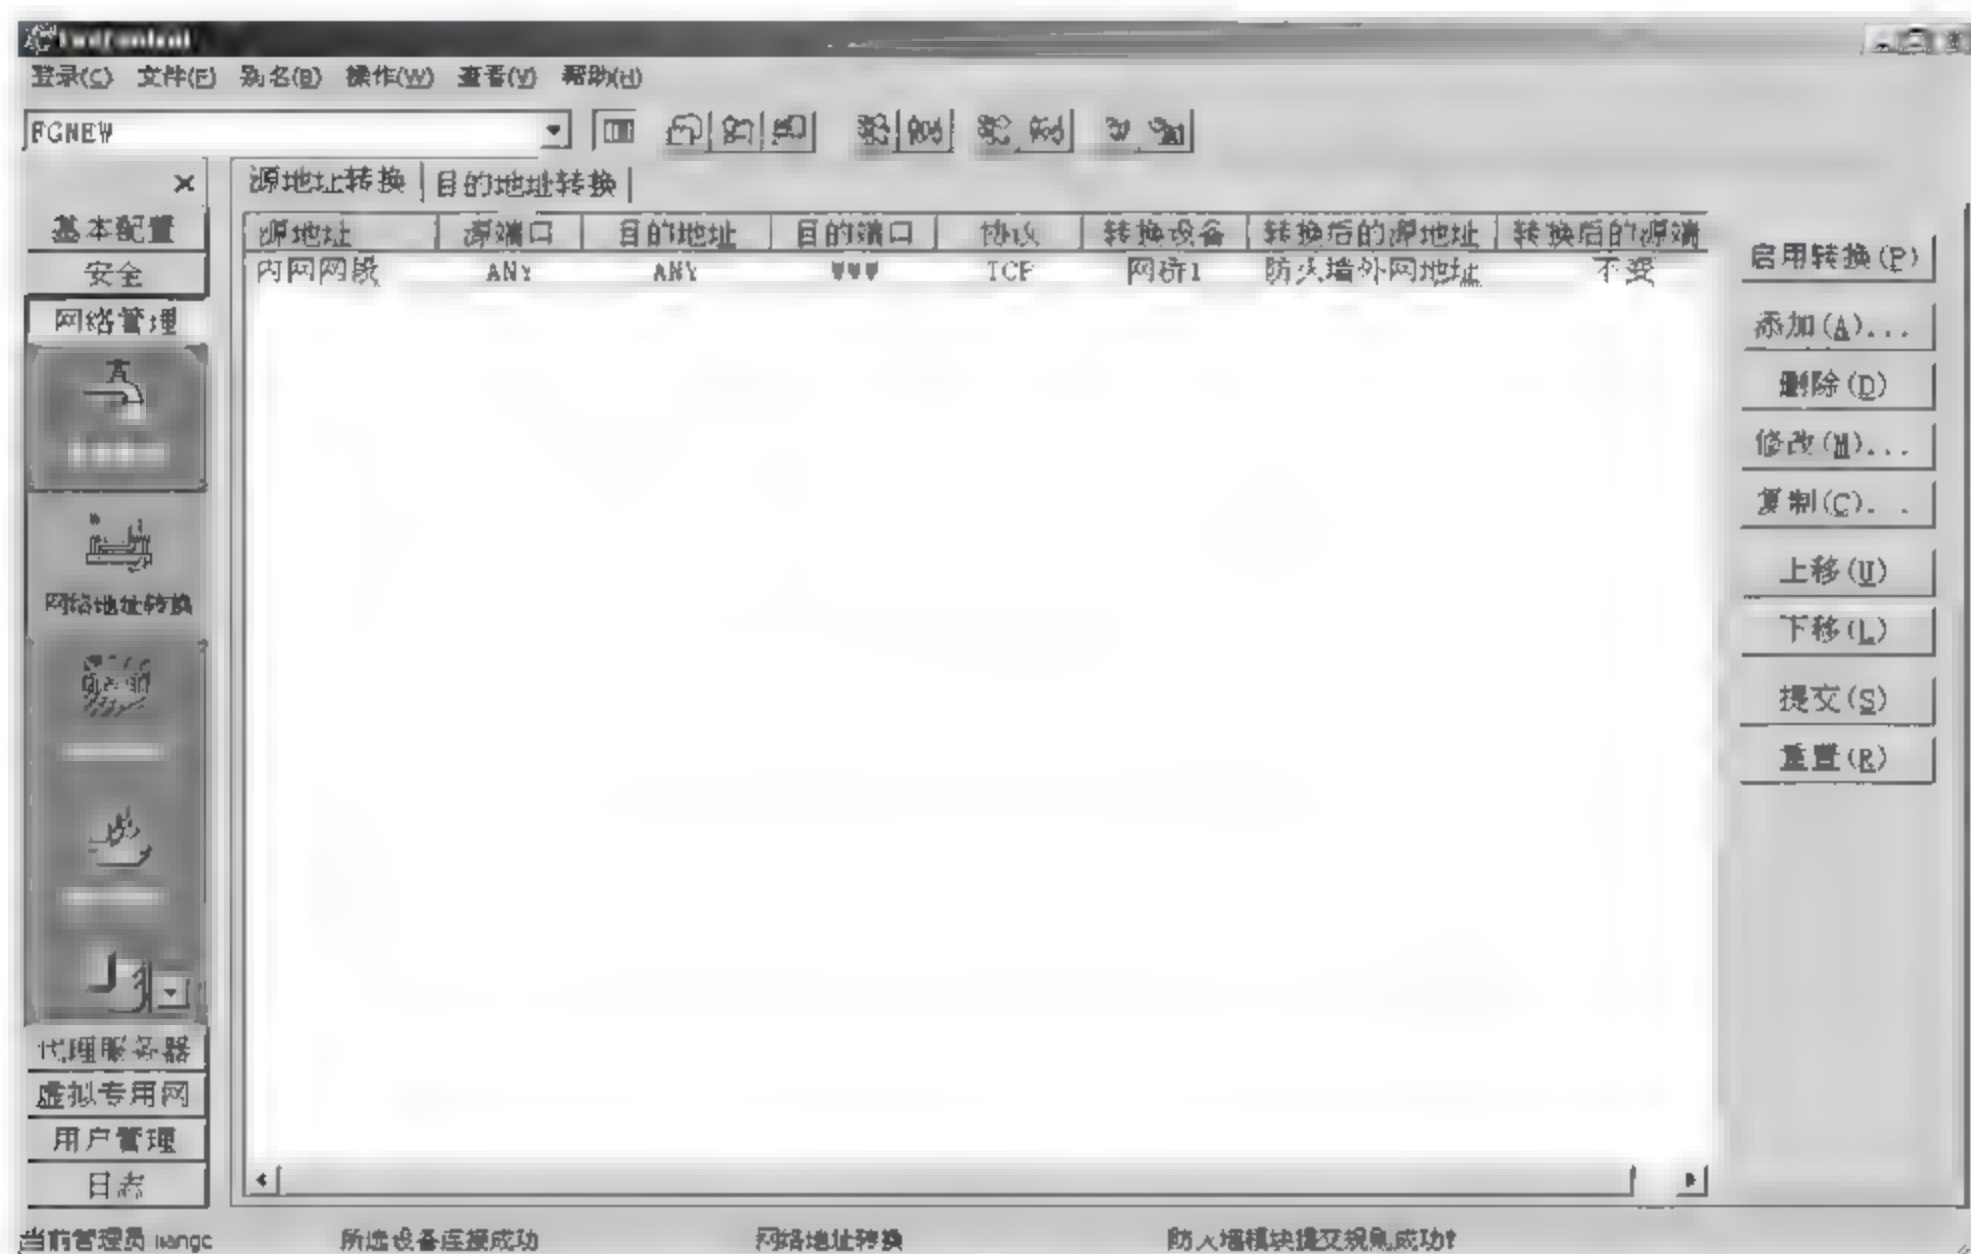 登录(C) 文件(F) 别名(B) 操作(W) 查看(V) 帮助(H)
FGNEW
源地址转换 目的地址转换
基本配置
安全
网络管理
网络地址转换
代理服务器
虚拟专用网
用户管理
日志
源地址 源端口 目的地址 目的端口 协议 转换设备 转换后的源地址 转换后的源端
内网网段 ANY ANY WWW TCP 网桥1 防火墙外网地址 不变
启用转换(P)
添加(A)...
删除(D)
修改(M)...
复制(C)...
上移(U)
下移(L)
提交(S)
重置(R)
当前管理员 所选设备连接成功 网络地址转换 防火墙模块提交规则成功!